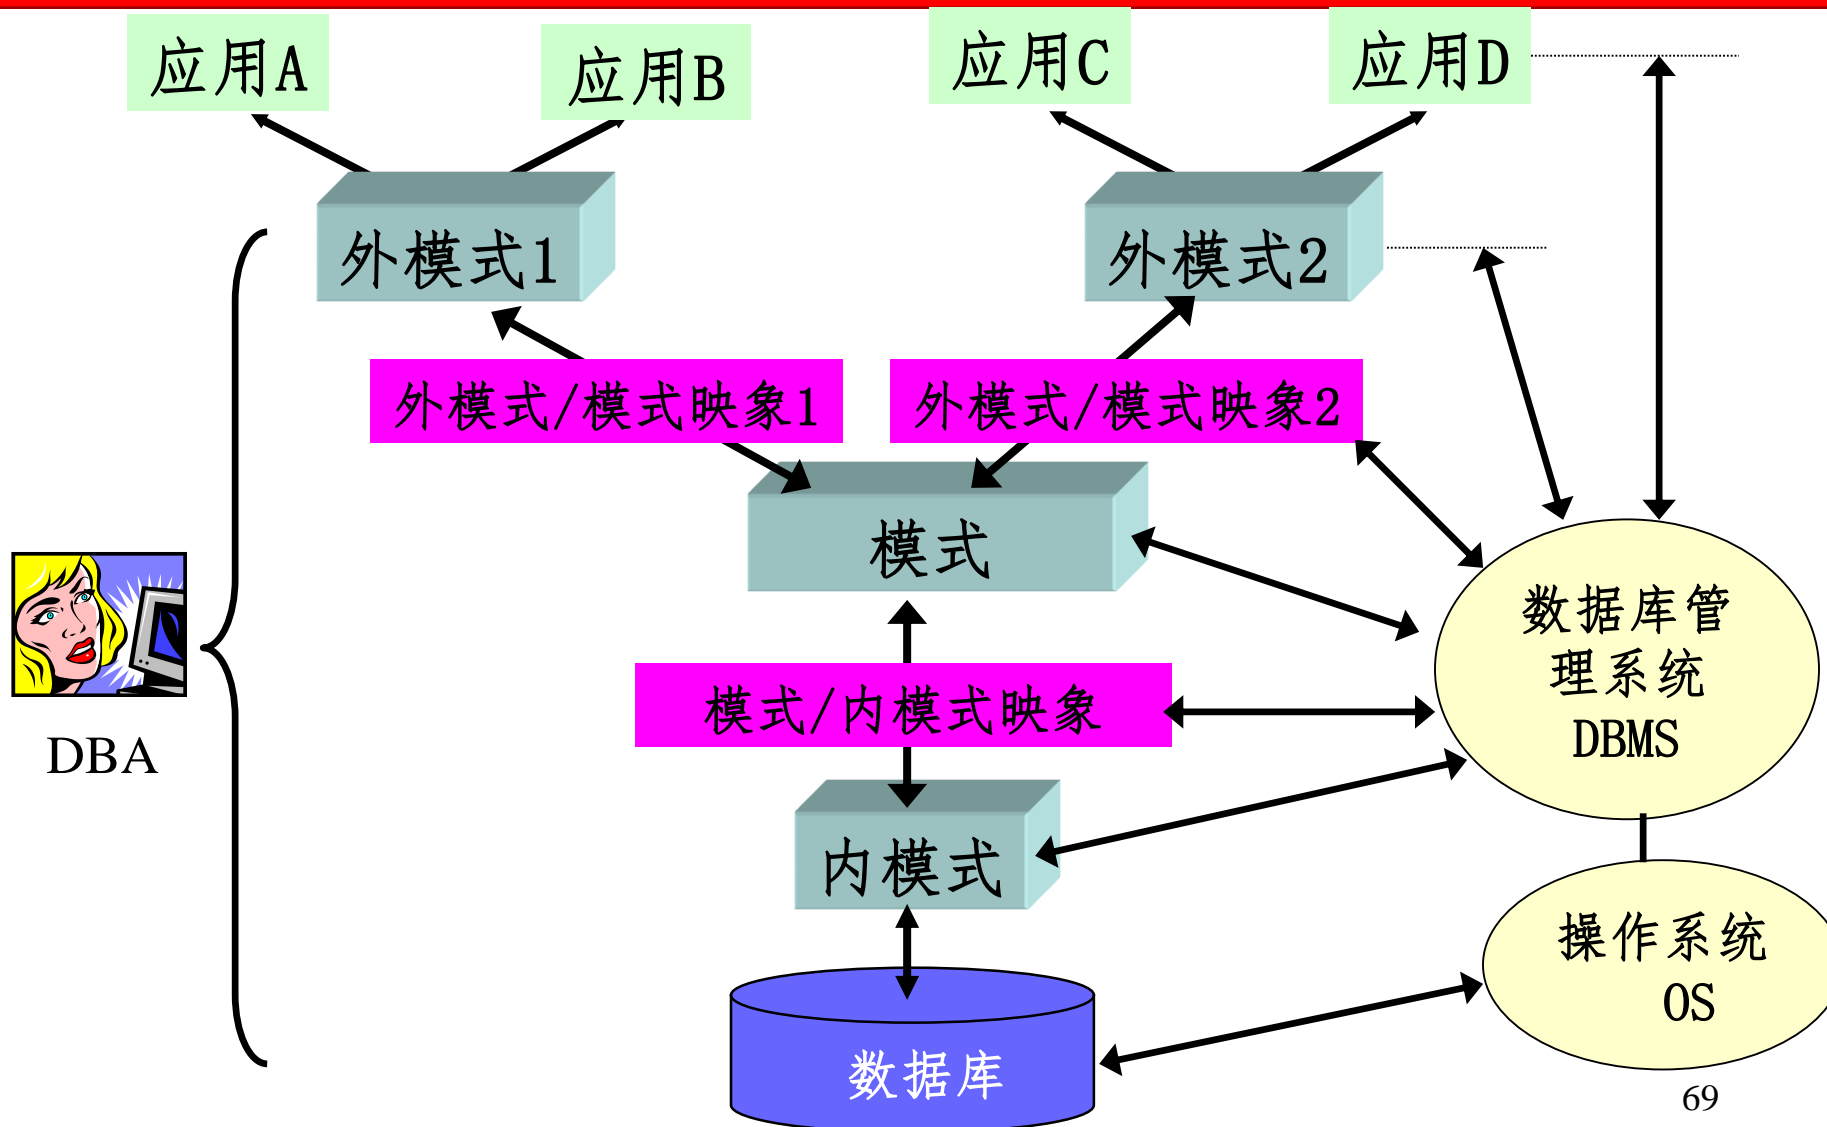 应用A
应用B
应用C
应用D
外模式1
外模式2
外模式/模式映象1
外模式/模式映象2
模式
数据库管
理系统
DBMS
模式/内模式映象
DBA
内模式
操作系统
OS
数据库
69